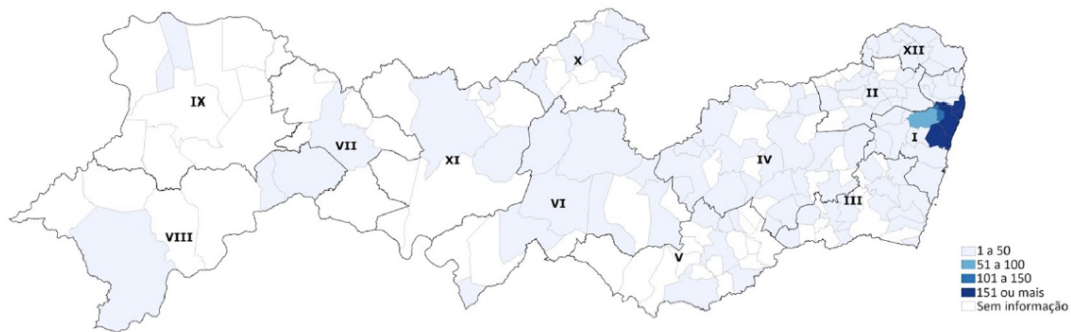 XII
X
II
IX
I
VII
XI
IV
III
VI
VIII
V
1 a 50
51 a 100
101 a 150
151 ou mais
Sem informação